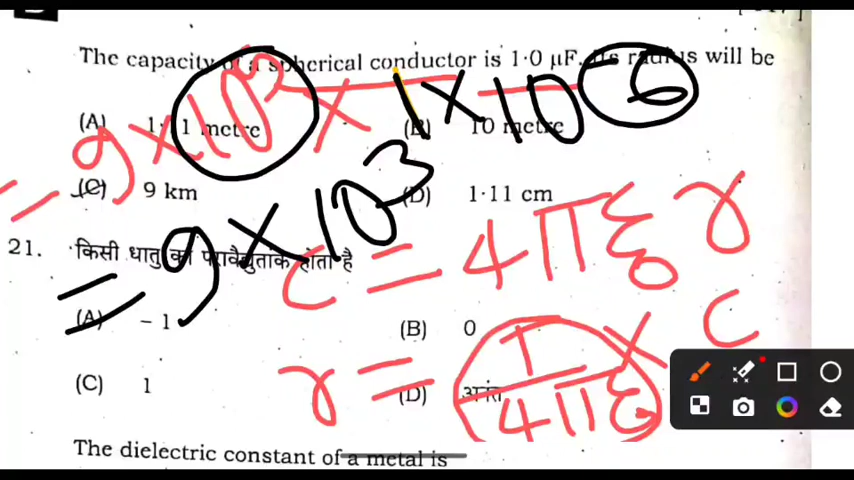 The capacity of a spherical conductor is 1·0 μF. Its radius will be
(A) 1·11 metre (B) 10 metre
(C) 9 km (D) 1·11 cm
= 9 × 10⁹ × 1 × 10⁻⁶
= 9 × 10³
c = 4πε₀ r
r = 1/4πε₀ × C
21. किसी धातु का परावैद्युतांक होता है
(A) – 1 (B) 0
(C) 1 (D) अनंत
The dielectric constant of a metal is